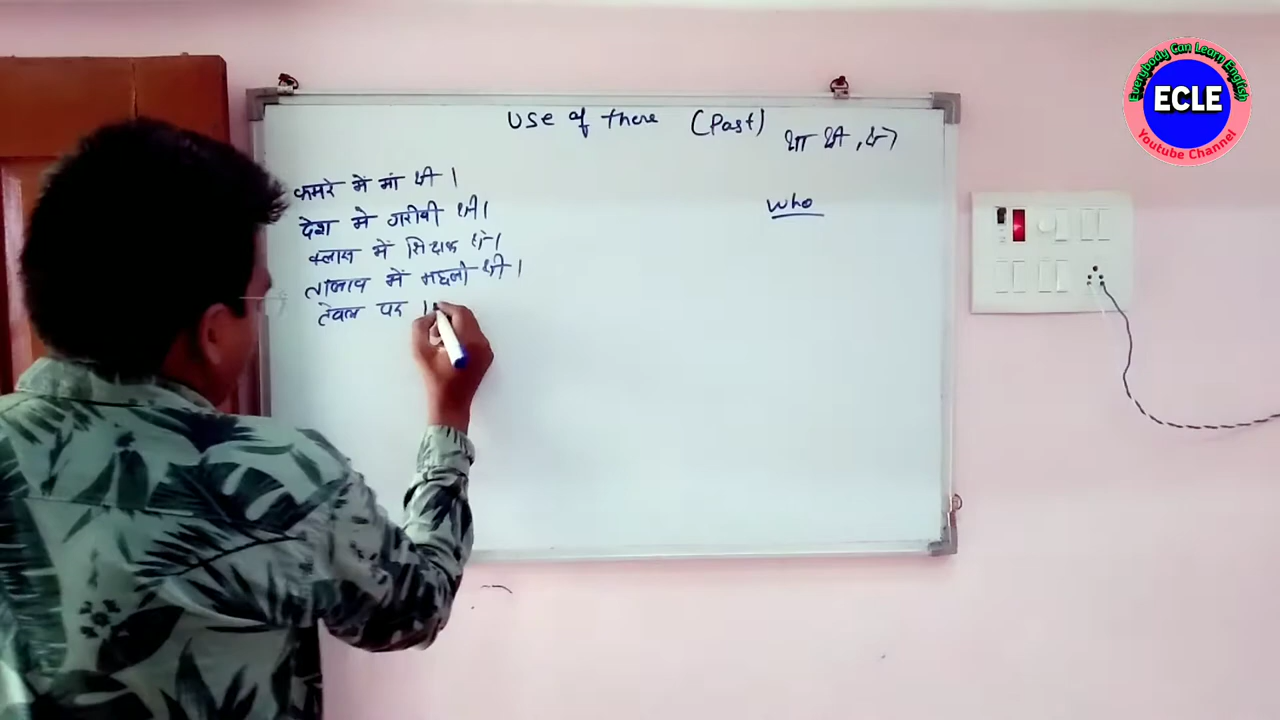 Use of there (Past)
था थी , थे
कमरे में मां थी ।
देश मे गरीबी थी ।
who
क्लास में शिक्षक थे ।
तालाब में मछली थी ।
टेबल पर
Everybody Can Learn English
ECLE
Youtube Channel